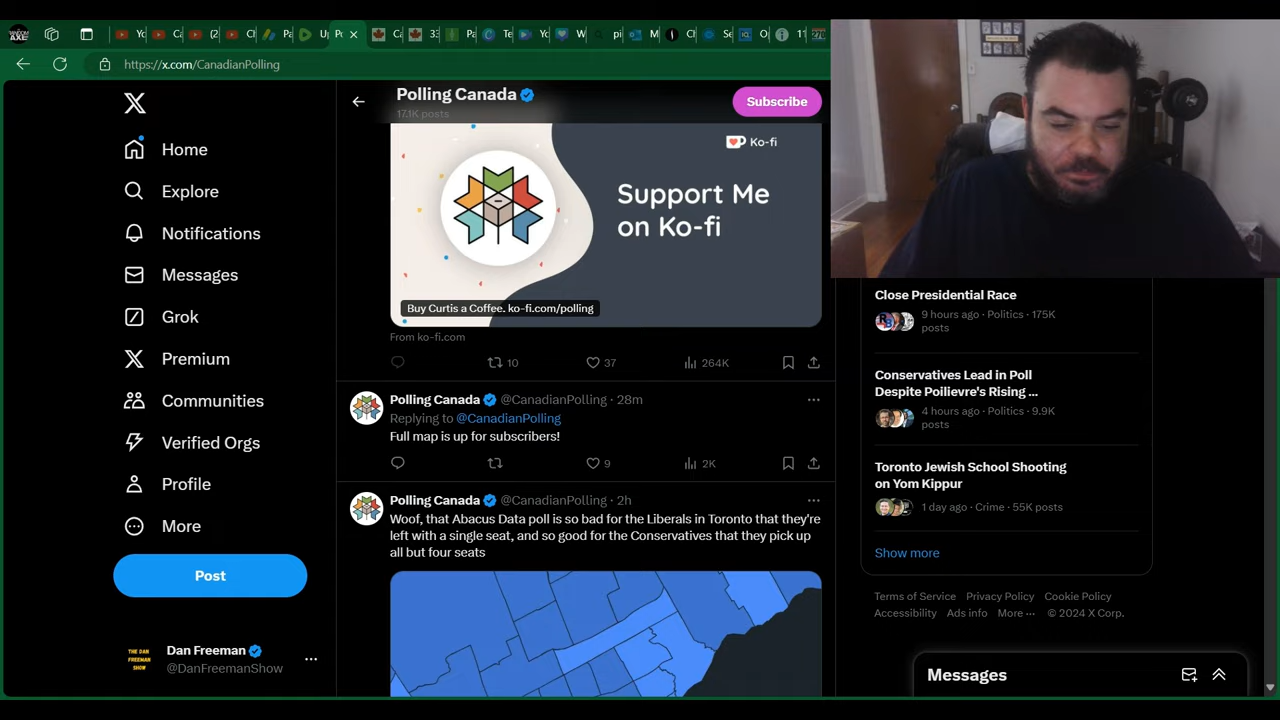 https://x.com/CanadianPolling
Polling Canada
17.1K posts
Subscribe
Home
Explore
Notifications
Messages
Grok
Premium
Communities
Verified Orgs
Profile
More
Post
Dan Freeman
@DanFreemanShow
Ko-fi
Support Me
on Ko-fi
Buy Curtis a Coffee. ko-fi.com/polling
From ko-fi.com
10 37 264K
Polling Canada @CanadianPolling · 28m
Replying to @CanadianPolling
Full map is up for subscribers!
9 2K
Polling Canada @CanadianPolling · 2h
Woof, that Abacus Data poll is so bad for the Liberals in Toronto that they're
left with a single seat, and so good for the Conservatives that they pick up
all but four seats
Close Presidential Race
9 hours ago · Politics · 175K
posts
Conservatives Lead in Poll
Despite Poilievre's Rising ...
4 hours ago · Politics · 9.9K
posts
Toronto Jewish School Shooting
on Yom Kippur
1 day ago · Crime · 55K posts
Show more
Terms of Service Privacy Policy Cookie Policy
Accessibility Ads info More ··· © 2024 X Corp.
Messages